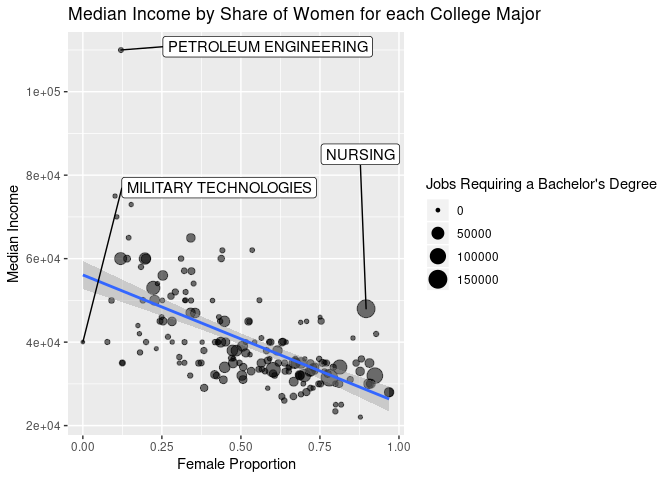 Median Income by Share of Women for each College Major
PETROLEUM ENGINEERING
1e+05
NURSING
8e+04
MILITARY TECHNOLOGIES
Jobs Requiring a Bachelor's Degree
0
50000
100000
150000
Median Income
6e+04
4e+04
2e+04
0.00 0.25 0.50 0.75 1.00
Female Proportion